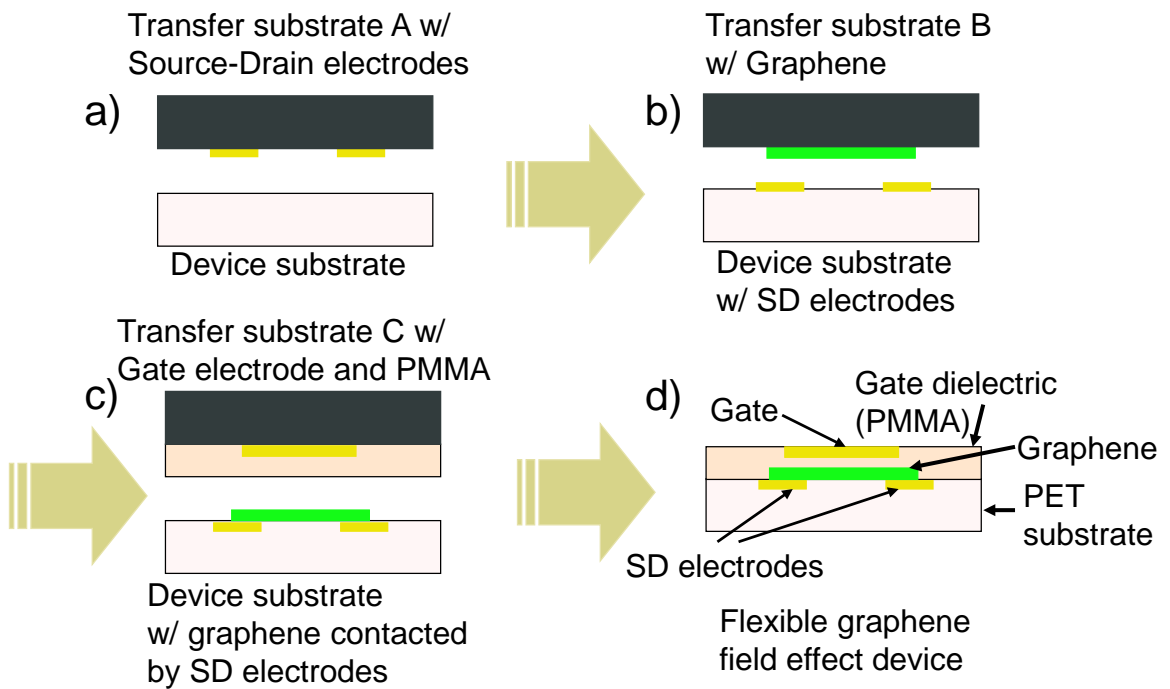 Transfer substrate A w/
Source-Drain electrodes
a)
Device substrate
Transfer substrate B
w/ Graphene
b)
Device substrate
w/ SD electrodes
Transfer substrate C w/
Gate electrode and PMMA
c)
Device substrate
w/ graphene contacted
by SD electrodes
d)
Gate
Gate dielectric
(PMMA)
Graphene
PET
substrate
SD electrodes
Flexible graphene
field effect device